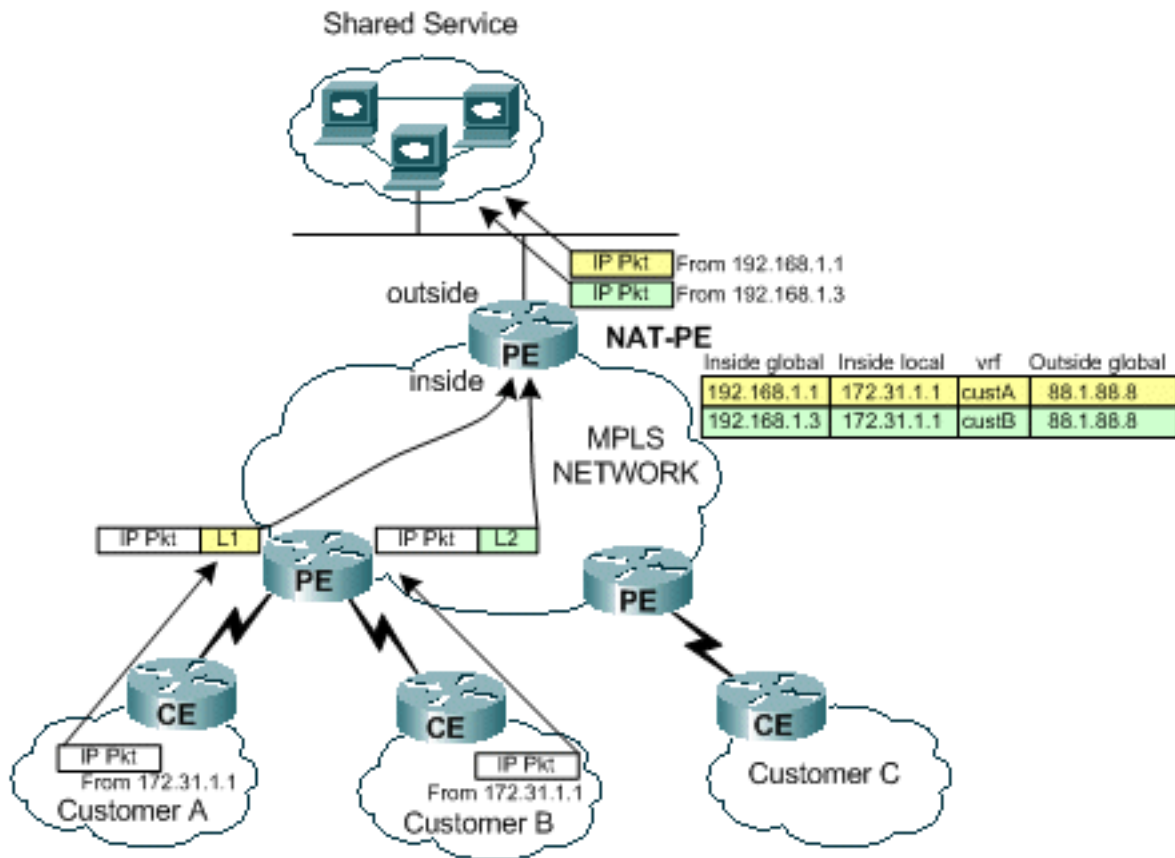 Shared Service
IP Pkt From 192.168.1.1
IP Pkt From 192.168.1.3
outside
PE
NAT-PE
inside
Inside global Inside local vrf Outside global
192.168.1.1 172.31.1.1 custA 88.1.88.8
192.168.1.3 172.31.1.1 custB 88.1.88.8
MPLS
NETWORK
IP Pkt L1
IP Pkt L2
PE
PE
CE
CE
CE
IP Pkt
From 172.31.1.1
Customer A
IP Pkt
From 172.31.1.1
Customer B
Customer C